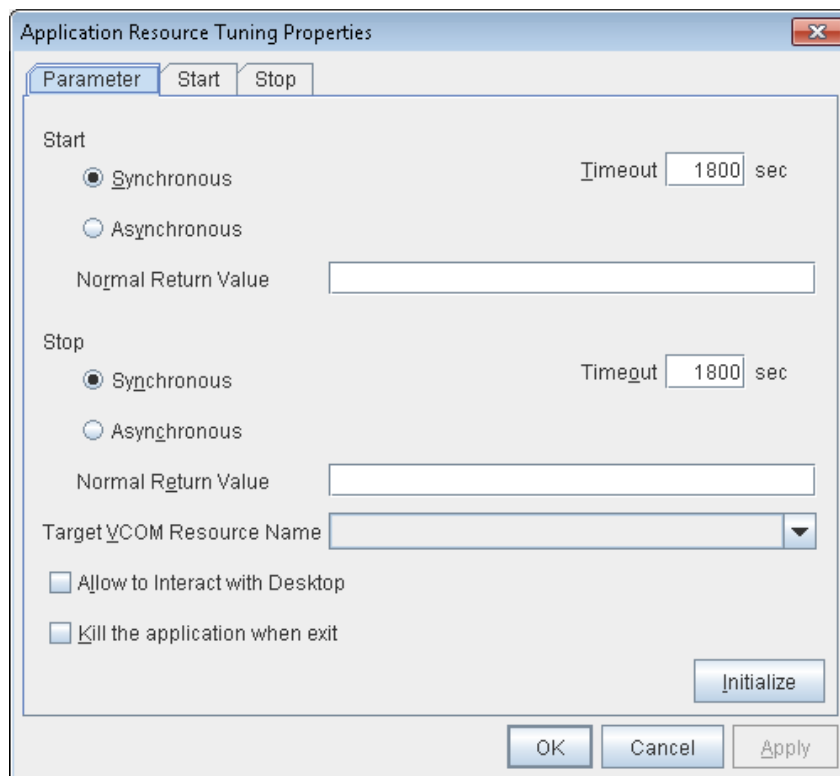 Application Resource Tuning Properties
Parameter Start Stop
Start
Synchronous Timeout 1800 sec
Asynchronous
Normal Return Value
Stop
Synchronous Timeout 1800 sec
Asynchronous
Normal Return Value
Target VCOM Resource Name
Allow to Interact with Desktop
Kill the application when exit
Initialize
OK Cancel Apply